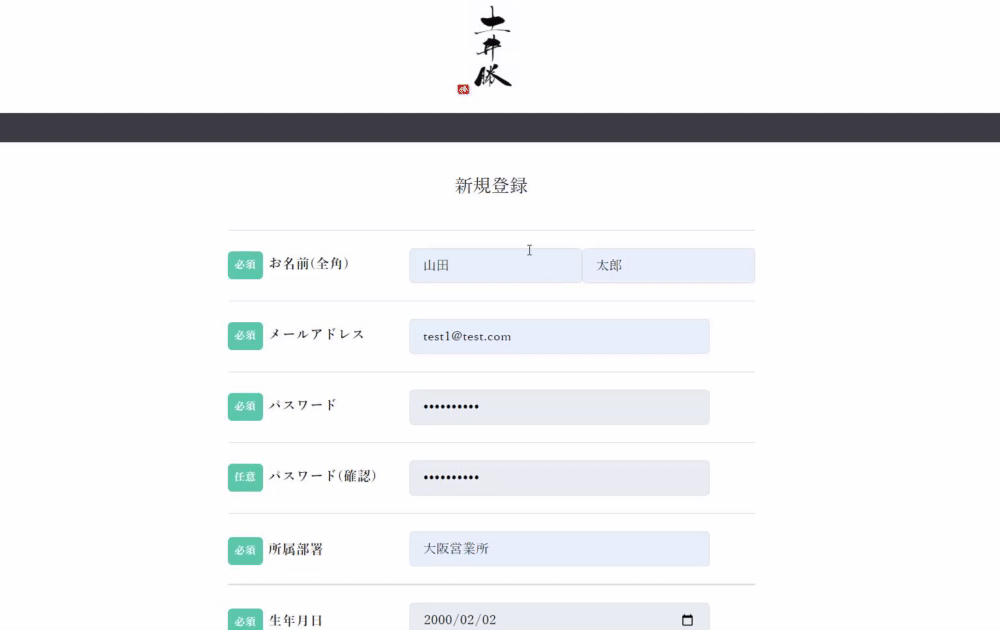 土井勝
新規登録
必須 お名前(全角) 山田 太郎
必須 メールアドレス test1@test.com
必須 パスワード ••••••••••
任意 パスワード(確認) ••••••••••
必須 所属部署 大阪営業所
必須 生年月日 2000/02/02